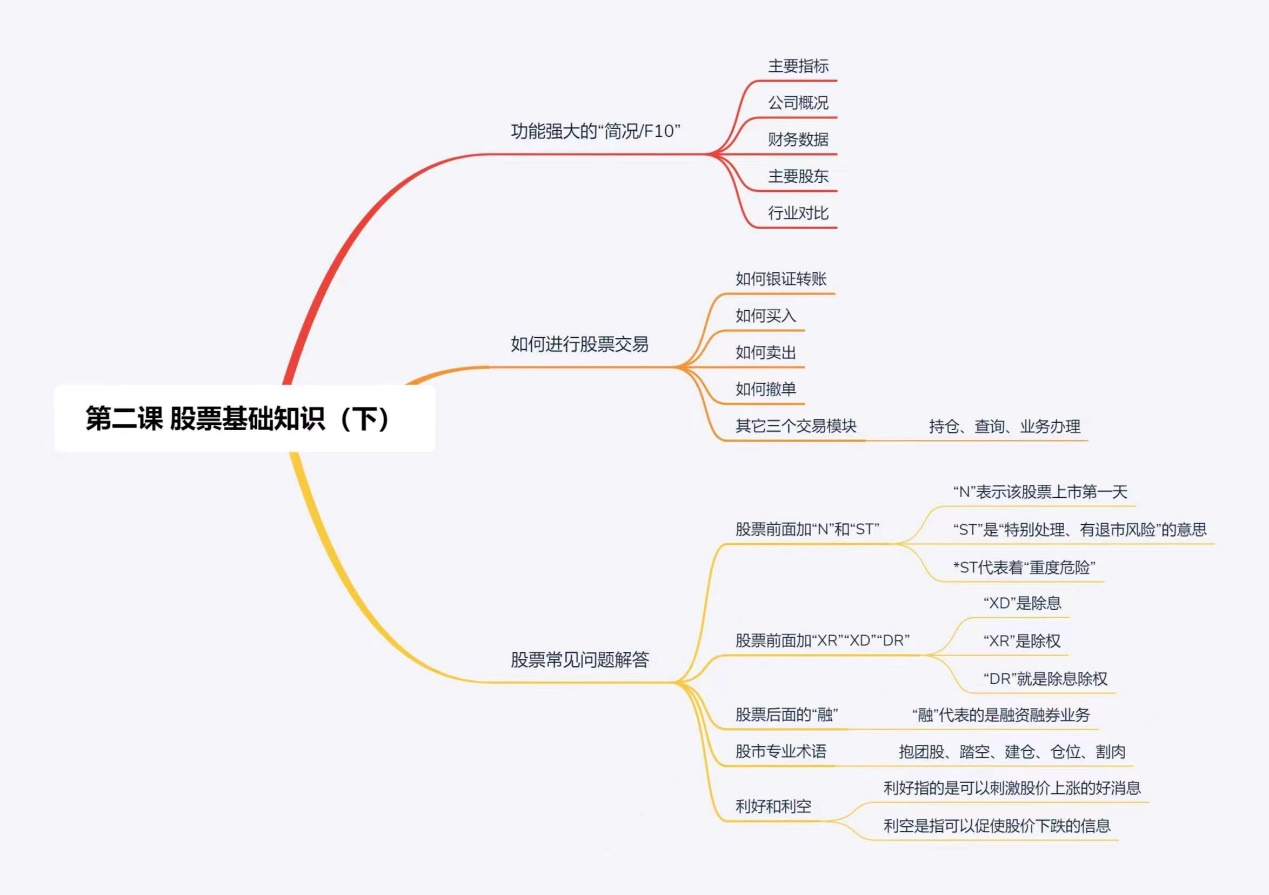 第二课 股票基础知识（下）
功能强大的“简况/F10”
主要指标
公司概况
财务数据
主要股东
行业对比
如何进行股票交易
如何银证转账
如何买入
如何卖出
如何撤单
其它三个交易模块
持仓、查询、业务办理
股票常见问题解答
股票前面加“N”和“ST”
“N”表示该股票上市第一天
“ST”是“特别处理、有退市风险”的意思
*ST代表着“重度危险”
股票前面加“XR”“XD”“DR”
“XD”是除息
“XR”是除权
“DR”就是除息除权
股票后面的“融”
“融”代表的是融资融券业务
股市专业术语
抱团股、踏空、建仓、仓位、割肉
利好和利空
利好指的是可以刺激股价上涨的好消息
利空是指可以促使股价下跌的信息